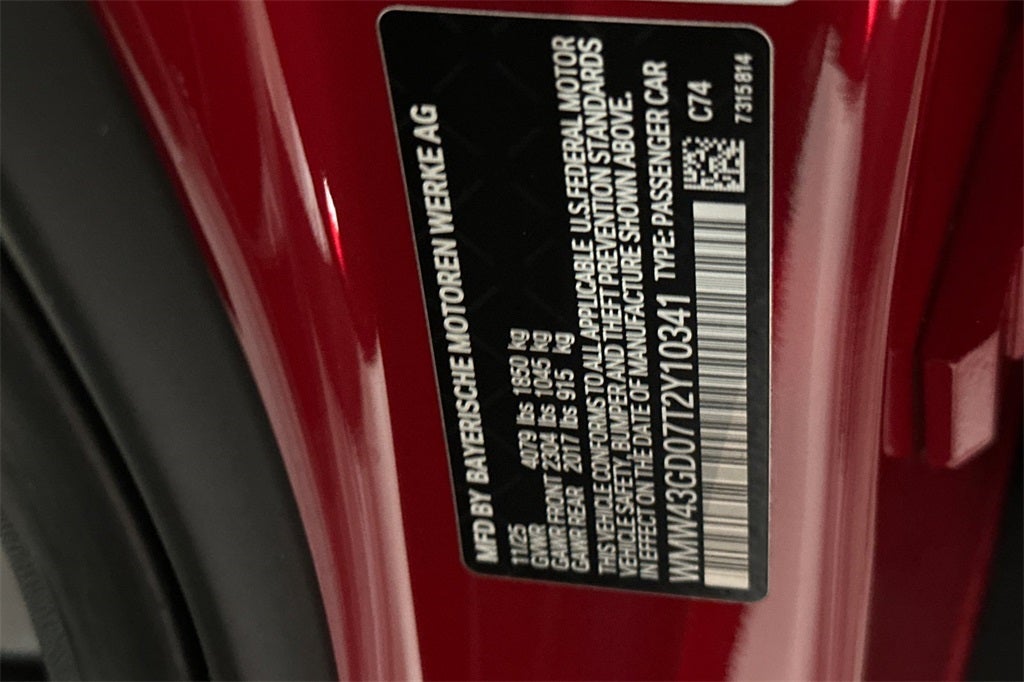 MFD BY BAYERISCHE MOTOREN WERKE AG
11/25
GVWR 4079 lbs 1850 kg
GAWR FRONT 2304 lbs 1045 kg
GAWR REAR 2017 lbs 915 kg
THIS VEHICLE CONFORMS TO ALL APPLICABLE U.S.FEDERAL MOTOR
VEHICLE SAFETY, BUMPER AND THEFT PREVENTION STANDARDS
IN EFFECT ON THE DATE OF MANUFACTURE SHOWN ABOVE.
WMW43GD07T2Y10341 TYPE: PASSENGER CAR
C74
7315814